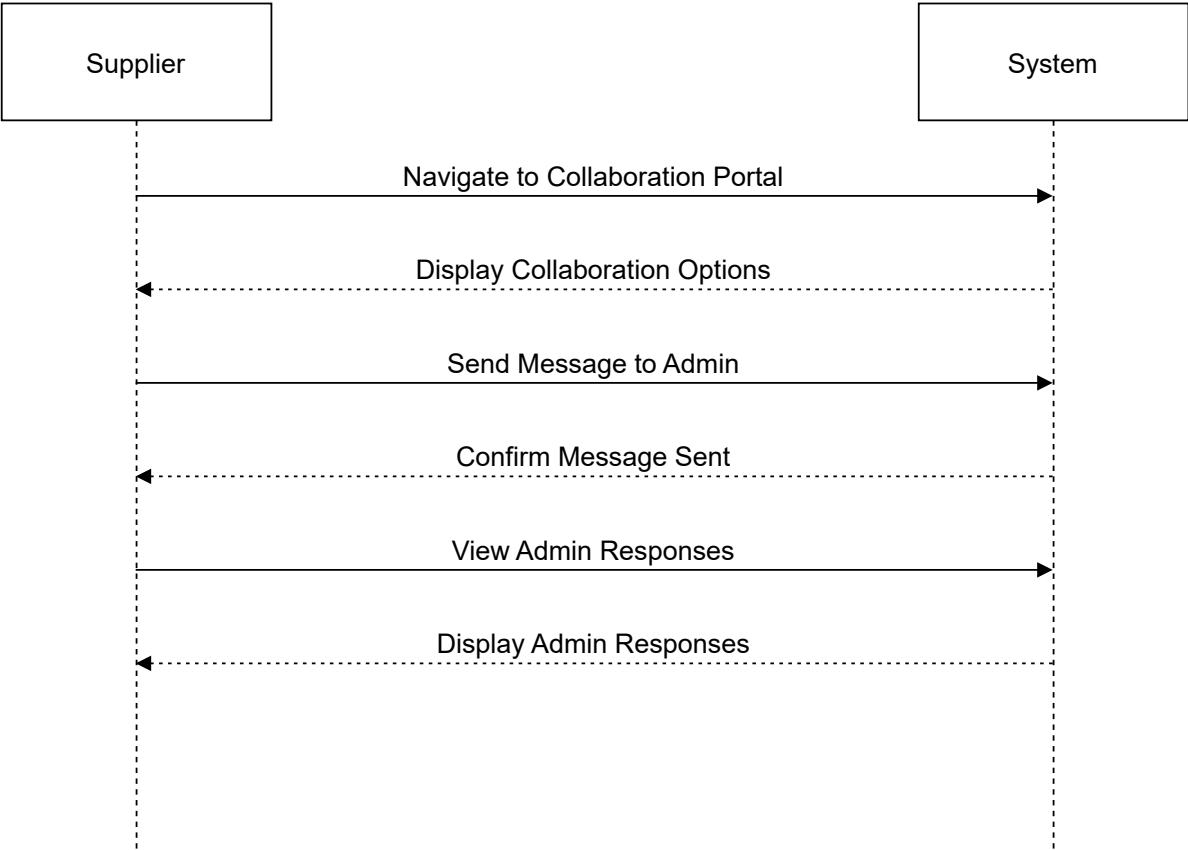 Supplier
System
Navigate to Collaboration Portal
Display Collaboration Options
Send Message to Admin
Confirm Message Sent
View Admin Responses
Display Admin Responses